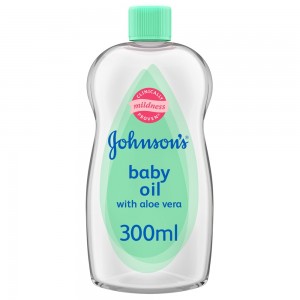 CLINICALLY
mildness
PROVEN
Johnson's
baby
oil
with aloe vera
300ml